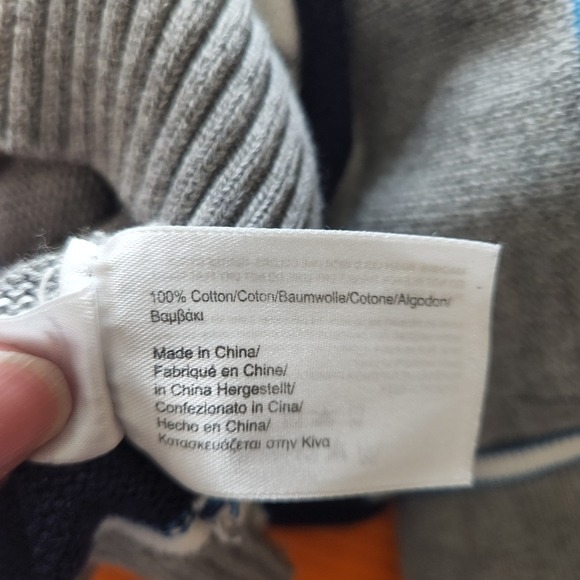 100% Cotton/Coton/Baumwolle/Cotone/Algodon/
Βαμβάκι
Made in China/
Fabriqué en Chine/
in China Hergestellt/
Confezionato in Cina/
Hecho en China/
Κατασκευάζεται στην Κίνα